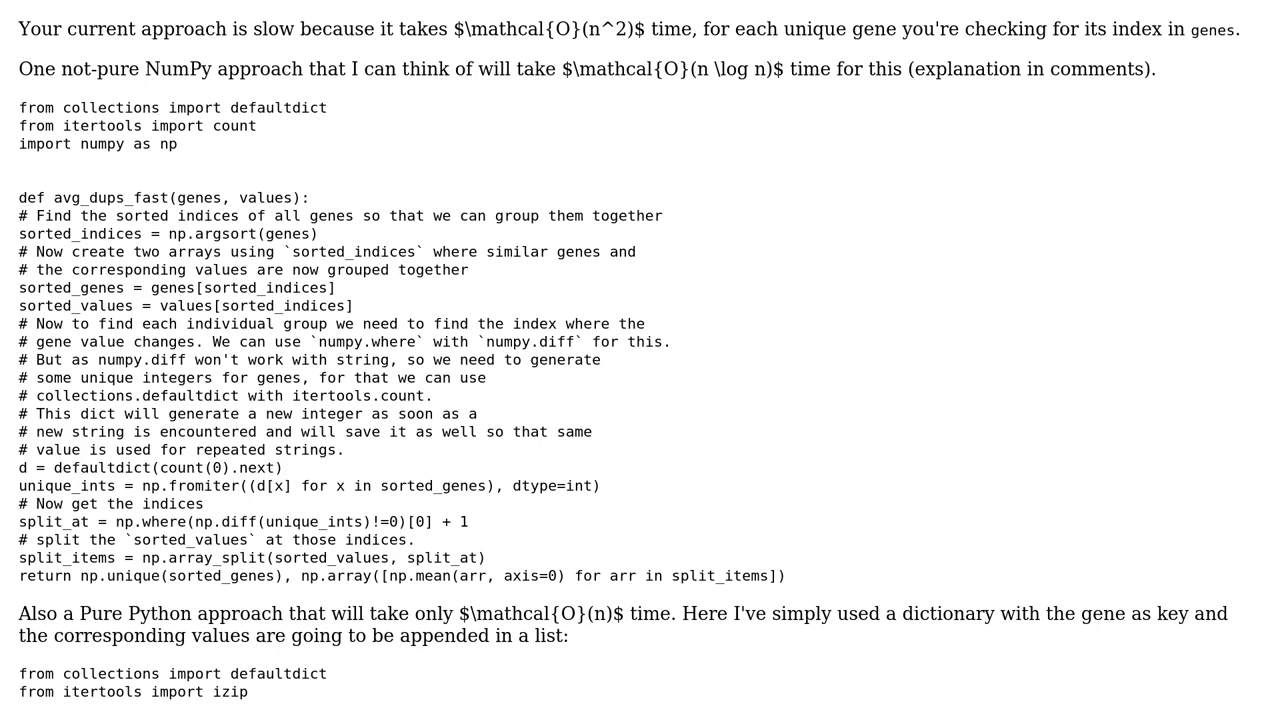 Your current approach is slow because it takes $\mathcal{O}(n^2)$ time, for each unique gene you're checking for its index in genes.
One not-pure NumPy approach that I can think of will take $\mathcal{O}(n \log n)$ time for this (explanation in comments).
from collections import defaultdict
from itertools import count
import numpy as np
def avg_dups_fast(genes, values):
# Find the sorted indices of all genes so that we can group them together
sorted_indices = np.argsort(genes)
# Now create two arrays using `sorted_indices` where similar genes and
# the corresponding values are now grouped together
sorted_genes = genes[sorted_indices]
sorted_values = values[sorted_indices]
# Now to find each individual group we need to find the index where the
# gene value changes. We can use `numpy.where` with `numpy.diff` for this.
# But as numpy.diff won't work with string, so we need to generate
# some unique integers for genes, for that we can use
# collections.defaultdict with itertools.count.
# This dict will generate a new integer as soon as a
# new string is encountered and will save it as well so that same
# value is used for repeated strings.
d = defaultdict(count(0).next)
unique_ints = np.fromiter((d[x] for x in sorted_genes), dtype=int)
# Now get the indices
split_at = np.where(np.diff(unique_ints)!=0)[0] + 1
# split the `sorted_values` at those indices.
split_items = np.array_split(sorted_values, split_at)
return np.unique(sorted_genes), np.array([np.mean(arr, axis=0) for arr in split_items])
Also a Pure Python approach that will take only $\mathcal{O}(n)$ time. Here I've simply used a dictionary with the gene as key and
the corresponding values are going to be appended in a list:
from collections import defaultdict
from itertools import izip